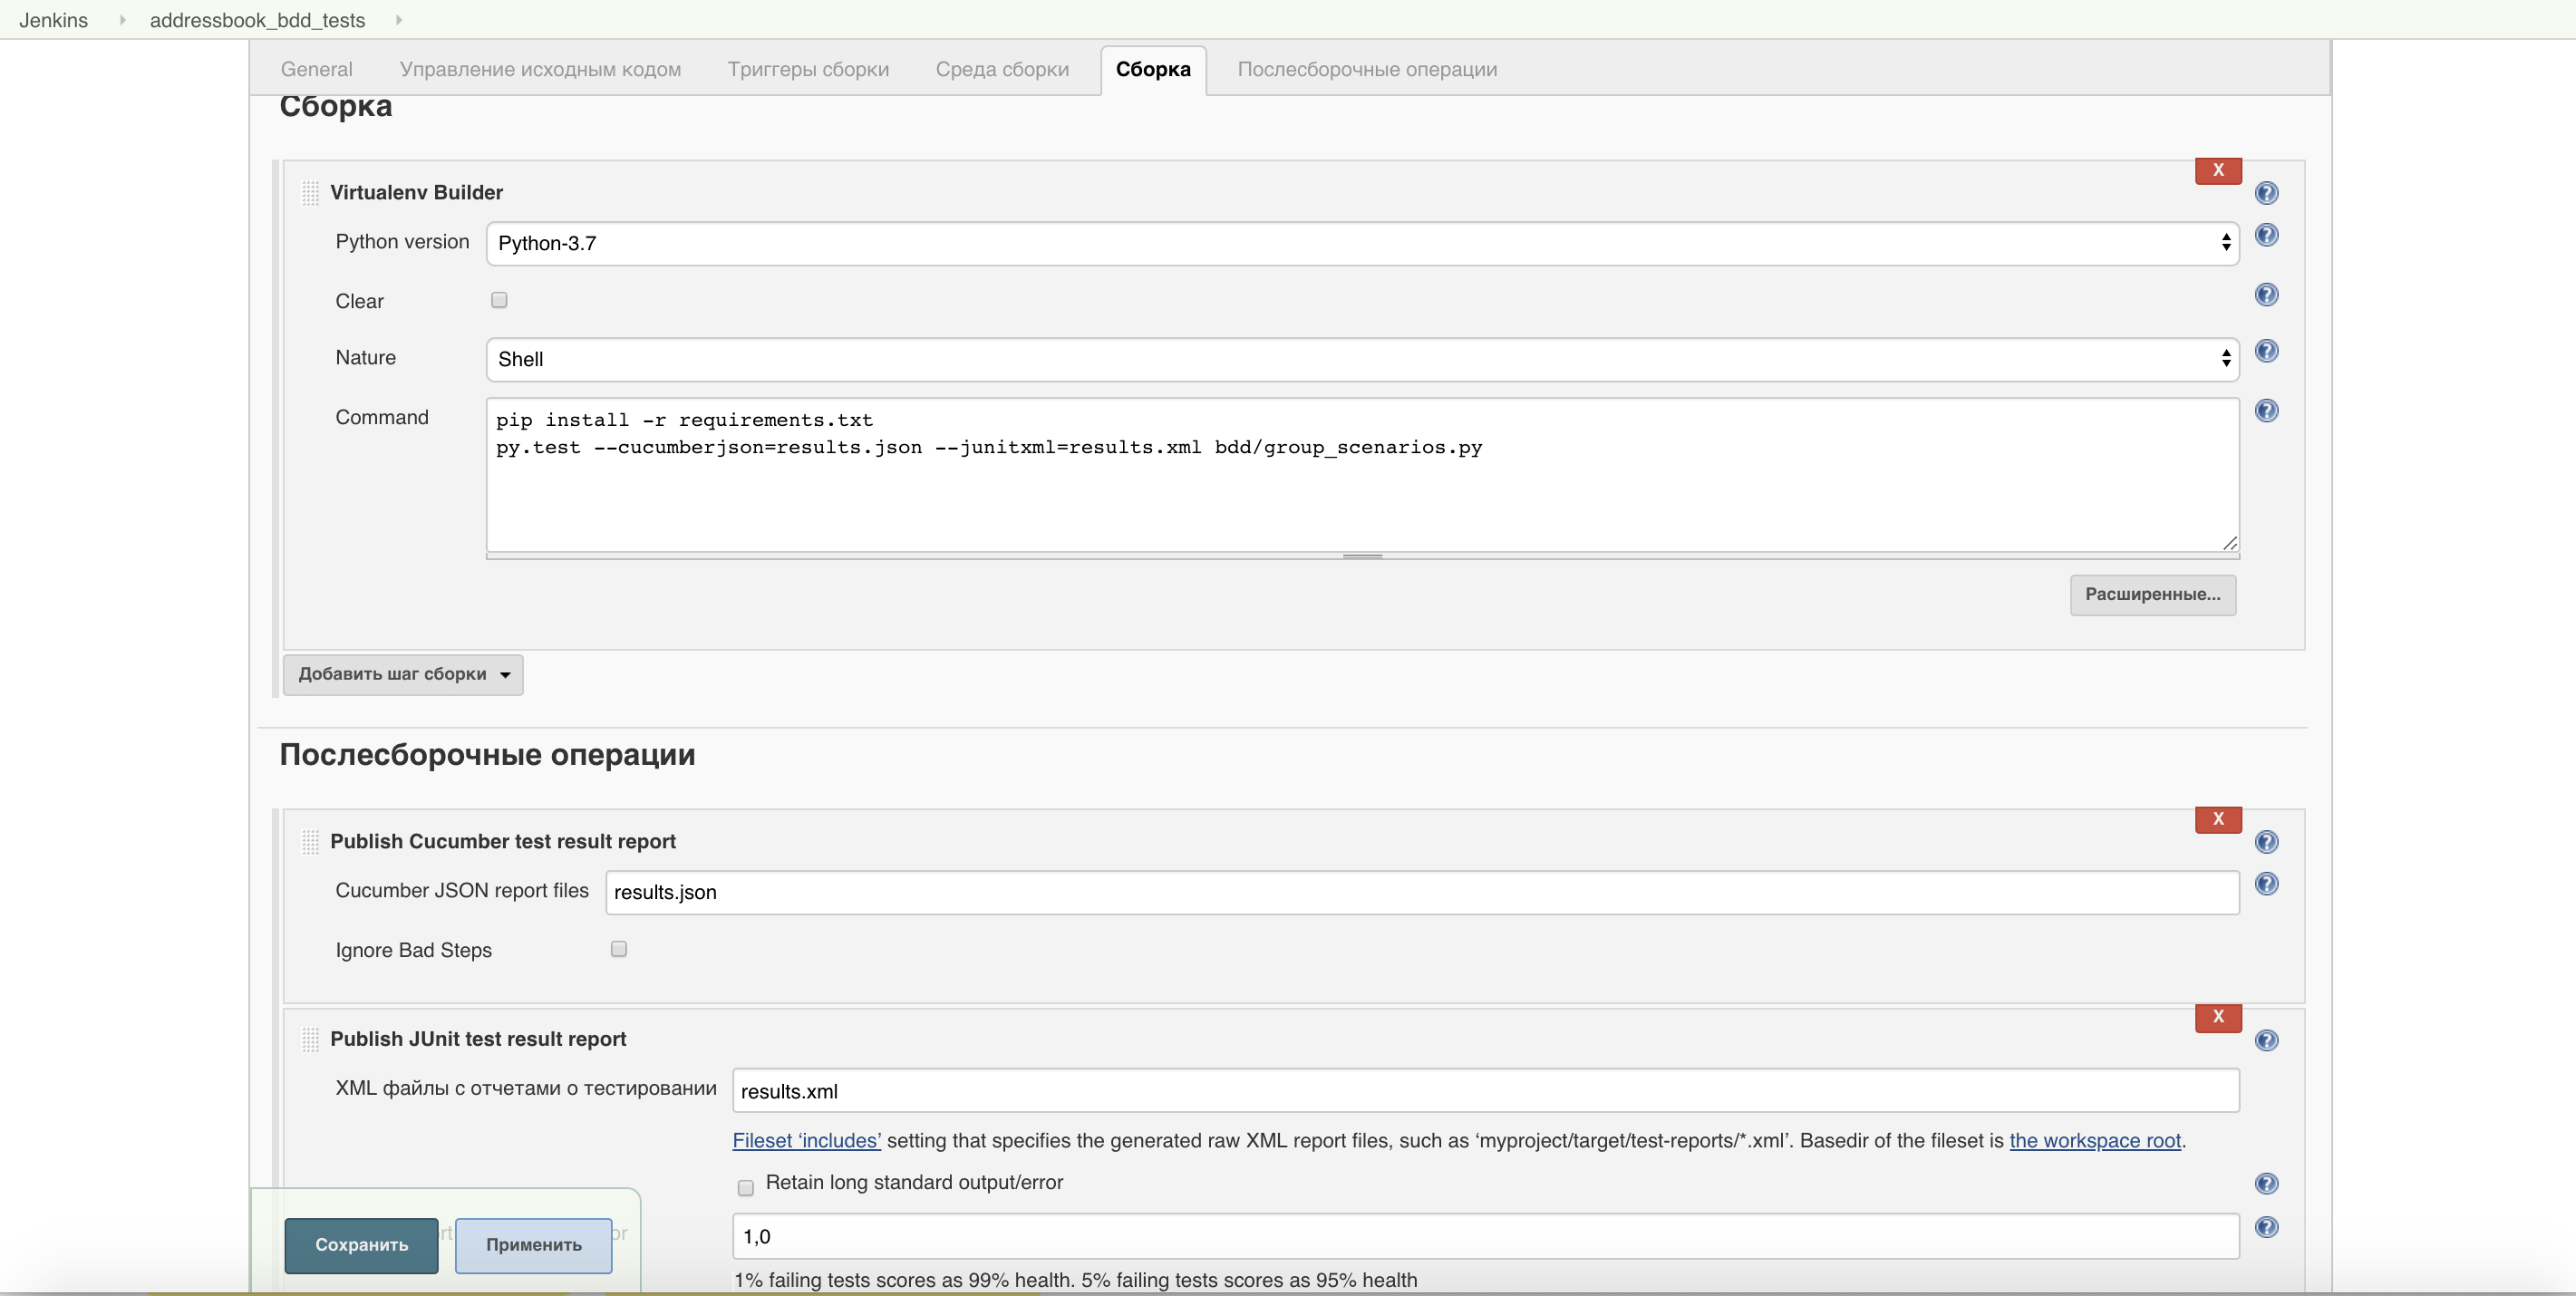 Jenkins addressbook_bdd_tests
General Управление исходным кодом Триггеры сборки Среда сборки Сборка Послесборочные операции
Сборка
X
Virtualenv Builder
Python version Python-3.7
Clear
Nature Shell
Command
pip install -r requirements.txt
py.test --cucumberjson=results.json --junitxml=results.xml bdd/group_scenarios.py
Расширенные...
Добавить шаг сборки
Послесборочные операции
X
Publish Cucumber test result report
Cucumber JSON report files results.json
Ignore Bad Steps
X
Publish JUnit test result report
XML файлы с отчетами о тестировании results.xml
Fileset ‘includes’ setting that specifies the generated raw XML report files, such as ‘myproject/target/test-reports/*.xml’. Basedir of the fileset is the workspace root.
Retain long standard output/error
1,0
Сохранить Применить
1% failing tests scores as 99% health. 5% failing tests scores as 95% health